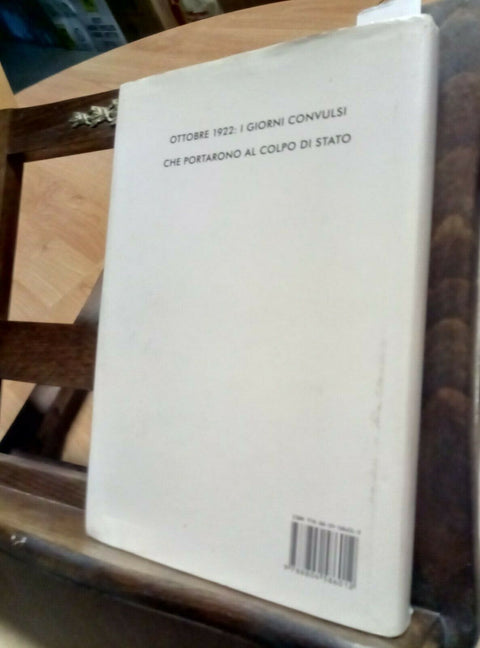 OTTOBRE 1922: I GIORNI CONVULSI
CHE PORTARONO AL COLPO DI STATO